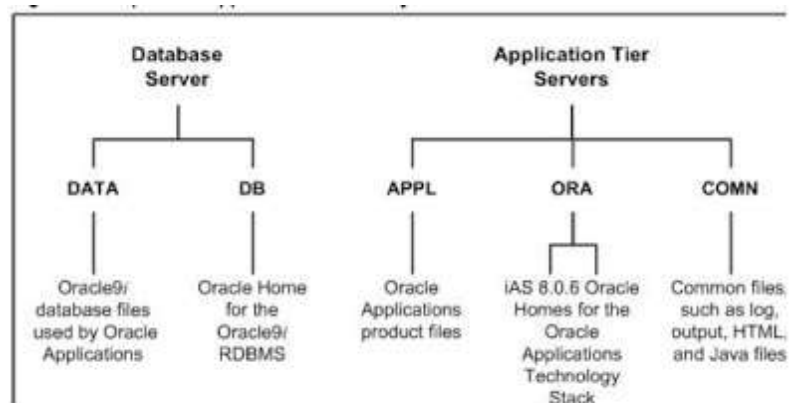 Database
Server
Application Tier
Servers
DATA
DB
APPL
ORA
COMN
Oracle9i
database files
used by Oracle
Applications
Oracle Home
for the
Oracle9i
RDBMS
Oracle
Applications
product files
iAS 8.0.6 Oracle
Homes for the
Oracle
Applications
Technology
Stack
Common files,
such as log,
output, HTML,
and Java files